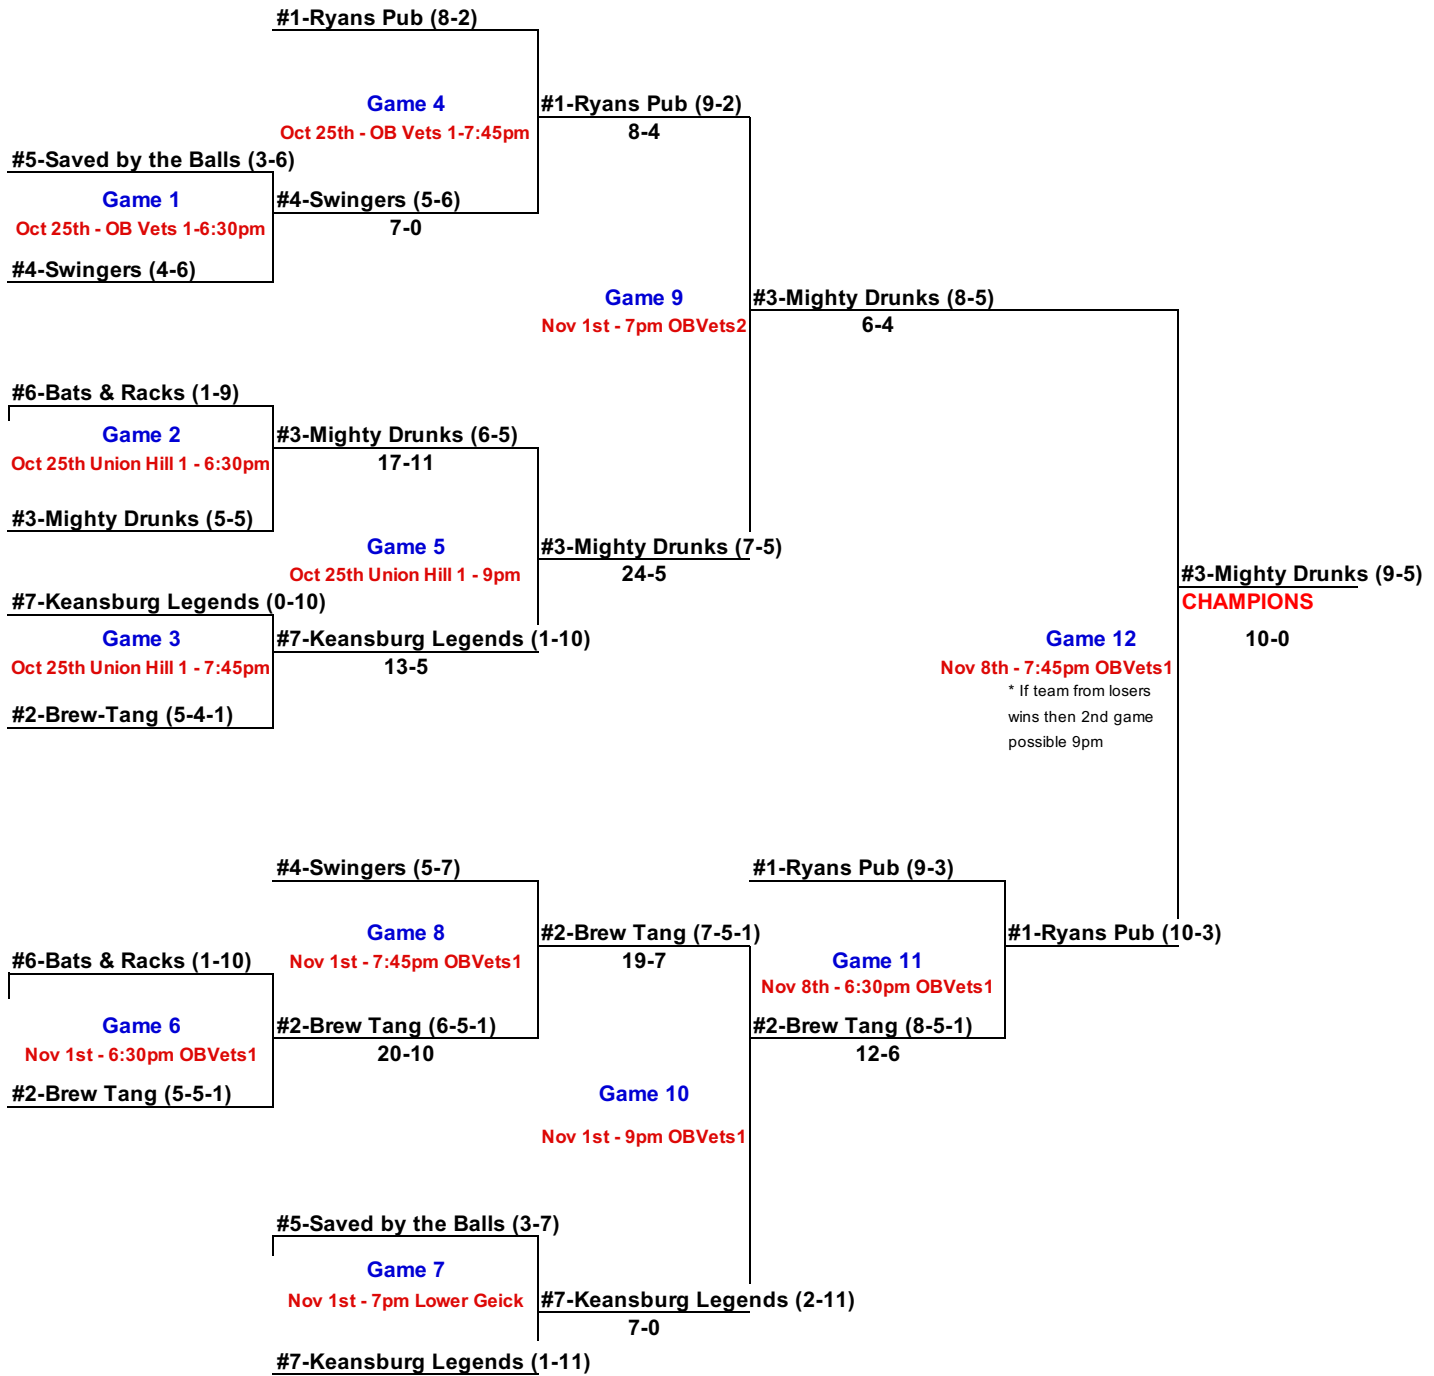 #1-Ryans Pub (8-2)
Game 4
Oct 25th - OB Vets 1-7:45pm
#1-Ryans Pub (9-2)
8-4
#5-Saved by the Balls (3-6)
Game 1
Oct 25th - OB Vets 1-6:30pm
#4-Swingers (5-6)
7-0
#4-Swingers (4-6)
Game 9
Nov 1st - 7pm OBVets2
#3-Mighty Drunks (8-5)
6-4
#6-Bats & Racks (1-9)
Game 2
Oct 25th Union Hill 1 - 6:30pm
#3-Mighty Drunks (6-5)
17-11
#3-Mighty Drunks (5-5)
Game 5
Oct 25th Union Hill 1 - 9pm
#3-Mighty Drunks (7-5)
24-5
#3-Mighty Drunks (9-5)
CHAMPIONS
10-0
#7-Keansburg Legends (0-10)
Game 3
Oct 25th Union Hill 1 - 7:45pm
#7-Keansburg Legends (1-10)
13-5
#2-Brew-Tang (5-4-1)
Game 12
Nov 8th - 7:45pm OBVets1
* If team from losers
wins then 2nd game
possible 9pm
#4-Swingers (5-7)
Game 8
Nov 1st - 7:45pm OBVets1
#2-Brew Tang (7-5-1)
19-7
#1-Ryans Pub (9-3)
Game 11
Nov 8th - 6:30pm OBVets1
#1-Ryans Pub (10-3)
#6-Bats & Racks (1-10)
Game 6
Nov 1st - 6:30pm OBVets1
#2-Brew Tang (6-5-1)
20-10
#2-Brew Tang (8-5-1)
12-6
#2-Brew Tang (5-5-1)
Game 10
Nov 1st - 9pm OBVets1
#5-Saved by the Balls (3-7)
Game 7
Nov 1st - 7pm Lower Geick
#7-Keansburg Legends (2-11)
7-0
#7-Keansburg Legends (1-11)